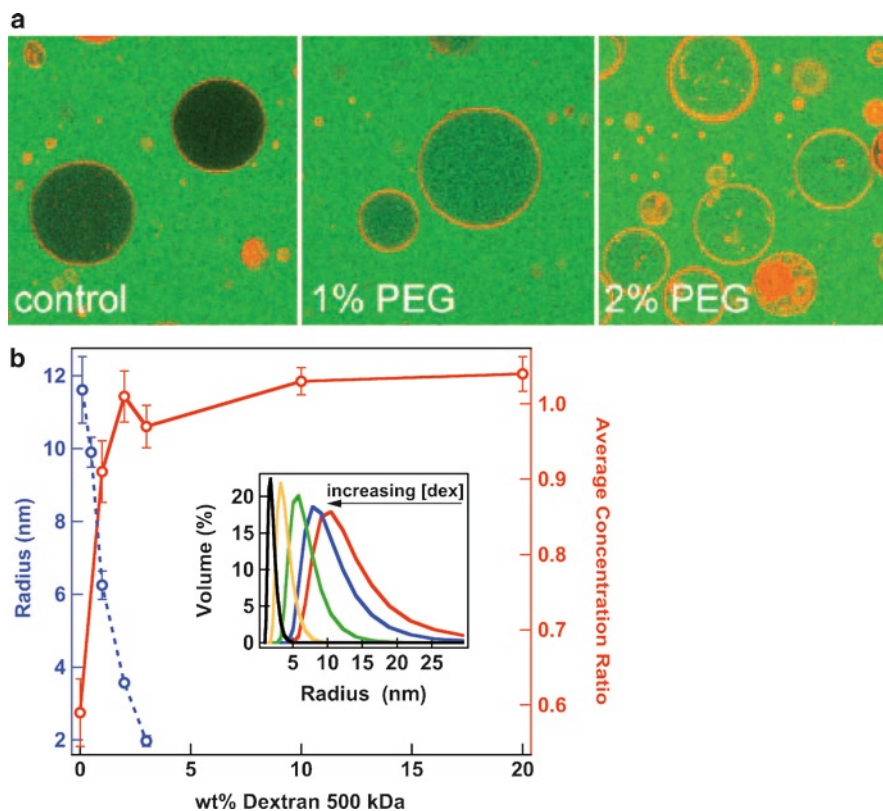 a
control
1% PEG
2% PEG
b
12
10
8
6
4
2
Radius (nm)
1.0
0.9
0.8
0.7
0.6
Average Concentration Ratio
increasing [dex]
20
15
10
5
0
Volume (%)
5 10 15 20 25
Radius (nm)
0 5 10 15 20
wt% Dextran 500 kDa